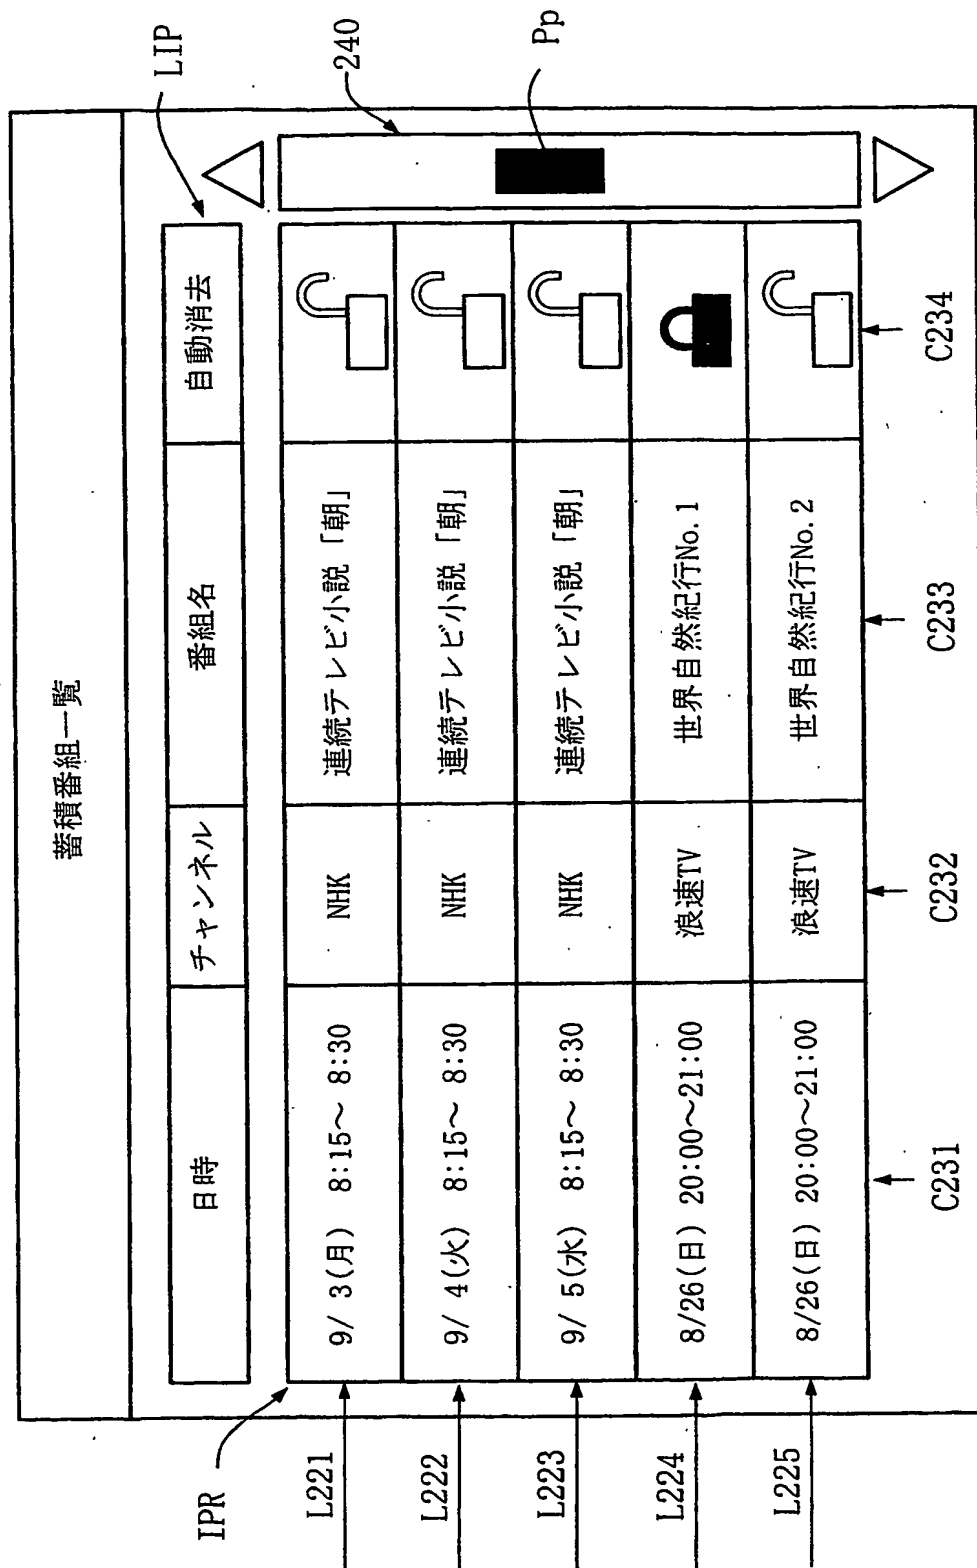 蓄積番組一覧
LIP
日時 チャンネル 番組名 自動消去
240
IPR
L221 9/ 3(月) 8:15～ 8:30 NHK 連続テレビ小説「朝」
Pp
L222 9/ 4(火) 8:15～ 8:30 NHK 連続テレビ小説「朝」
L223 9/ 5(水) 8:15～ 8:30 NHK 連続テレビ小説「朝」
L224 8/26(日) 20:00～21:00 浪速TV 世界自然紀行No.1
L225 8/26(日) 20:00～21:00 浪速TV 世界自然紀行No.2
C231 C232 C233 C234